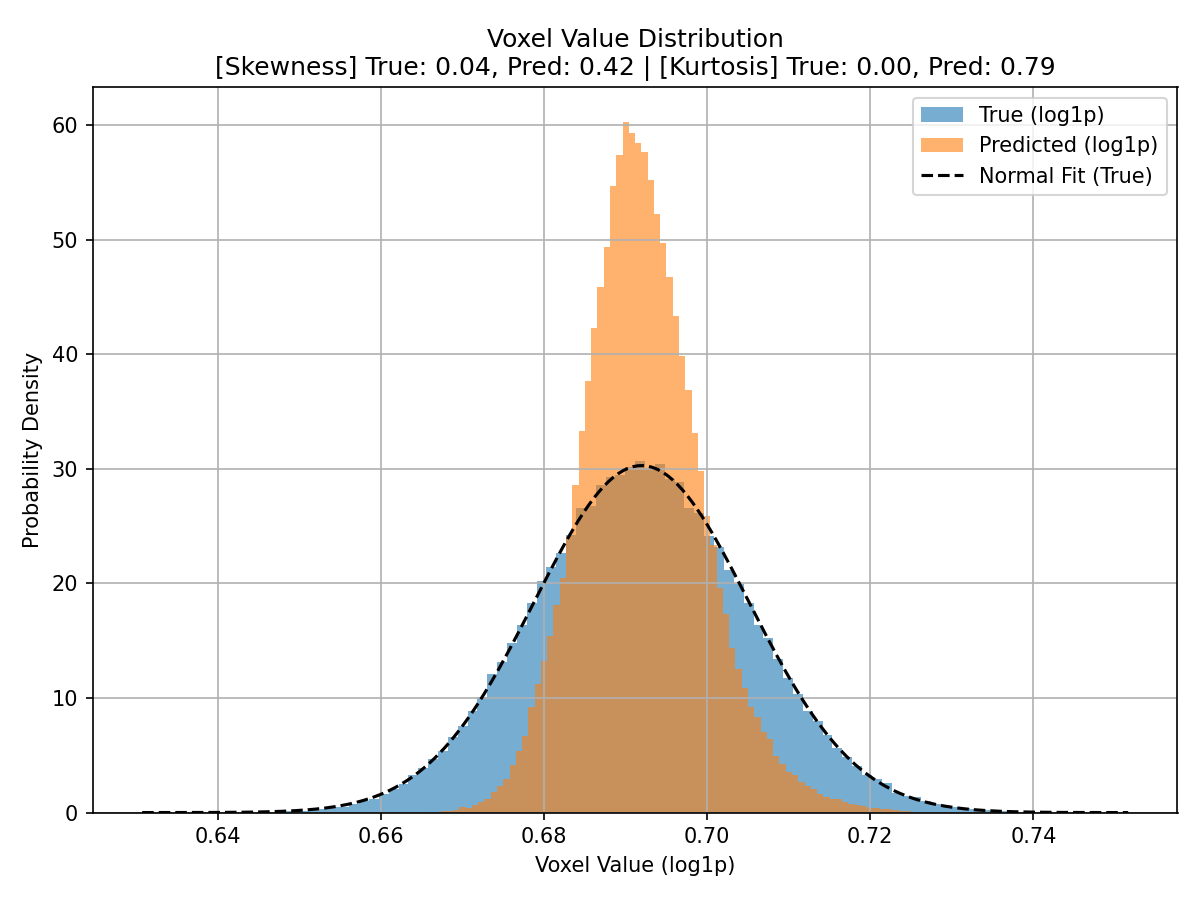 Voxel Value Distribution
[Skewness] True: 0.04, Pred: 0.42 | [Kurtosis] True: 0.00, Pred: 0.79
True (log1p)
Predicted (log1p)
Normal Fit (True)
Probability Density
60
50
40
30
20
10
0
0.64 0.66 0.68 0.70 0.72 0.74
Voxel Value (log1p)